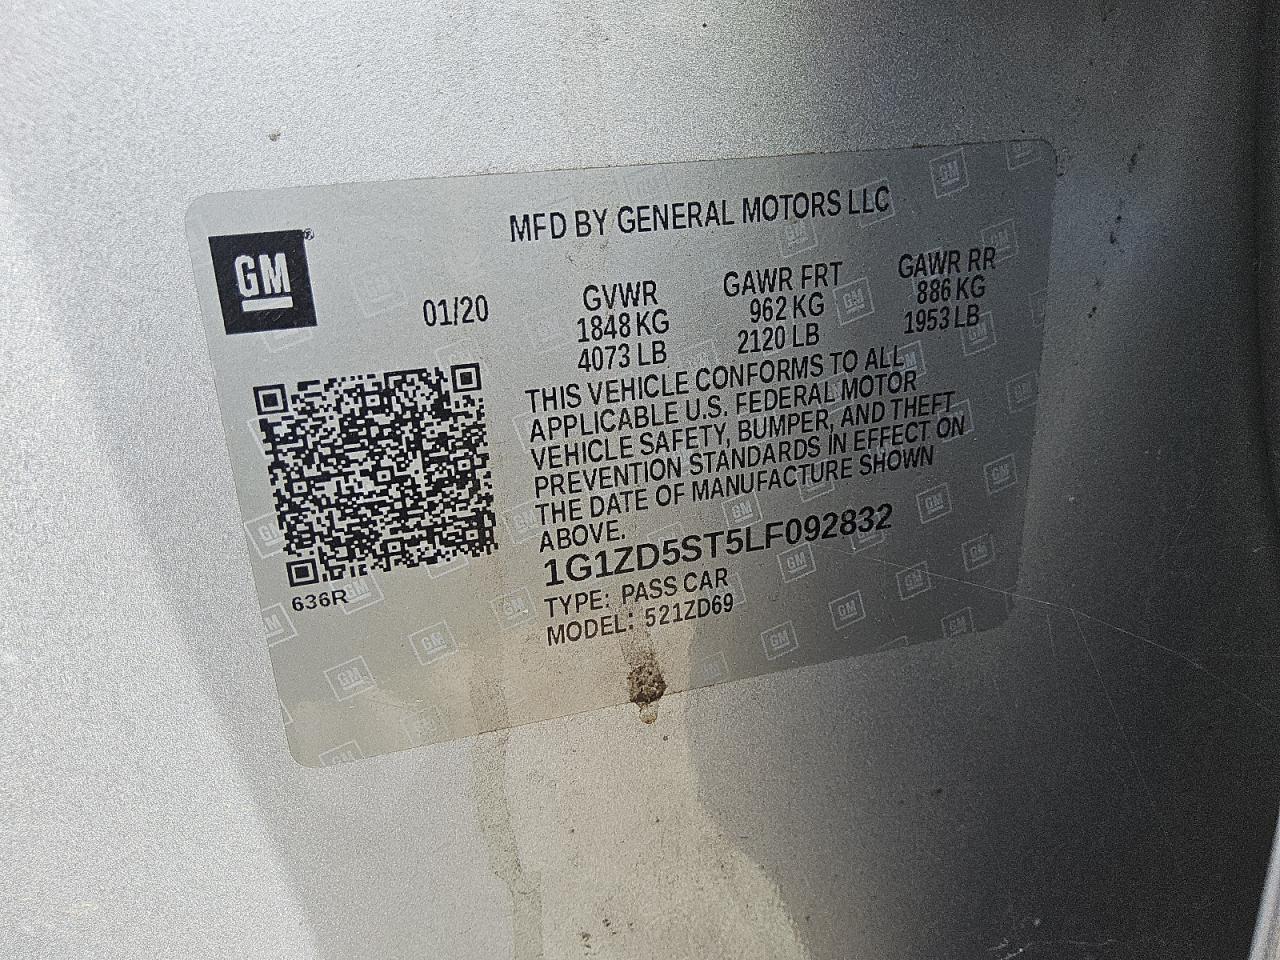 MFD BY GENERAL MOTORS LLC
GM®
01/20
GVWR GAWR FRT GAWR RR
1848 KG 962 KG 886 KG
4073 LB 2120 LB 1953 LB
THIS VEHICLE CONFORMS TO ALL
APPLICABLE U.S. FEDERAL MOTOR
VEHICLE SAFETY, BUMPER, AND THEFT
PREVENTION STANDARDS IN EFFECT ON
THE DATE OF MANUFACTURE SHOWN
ABOVE.
1G1ZD5ST5LF092832
TYPE: PASS CAR
MODEL: 521ZD69
636R